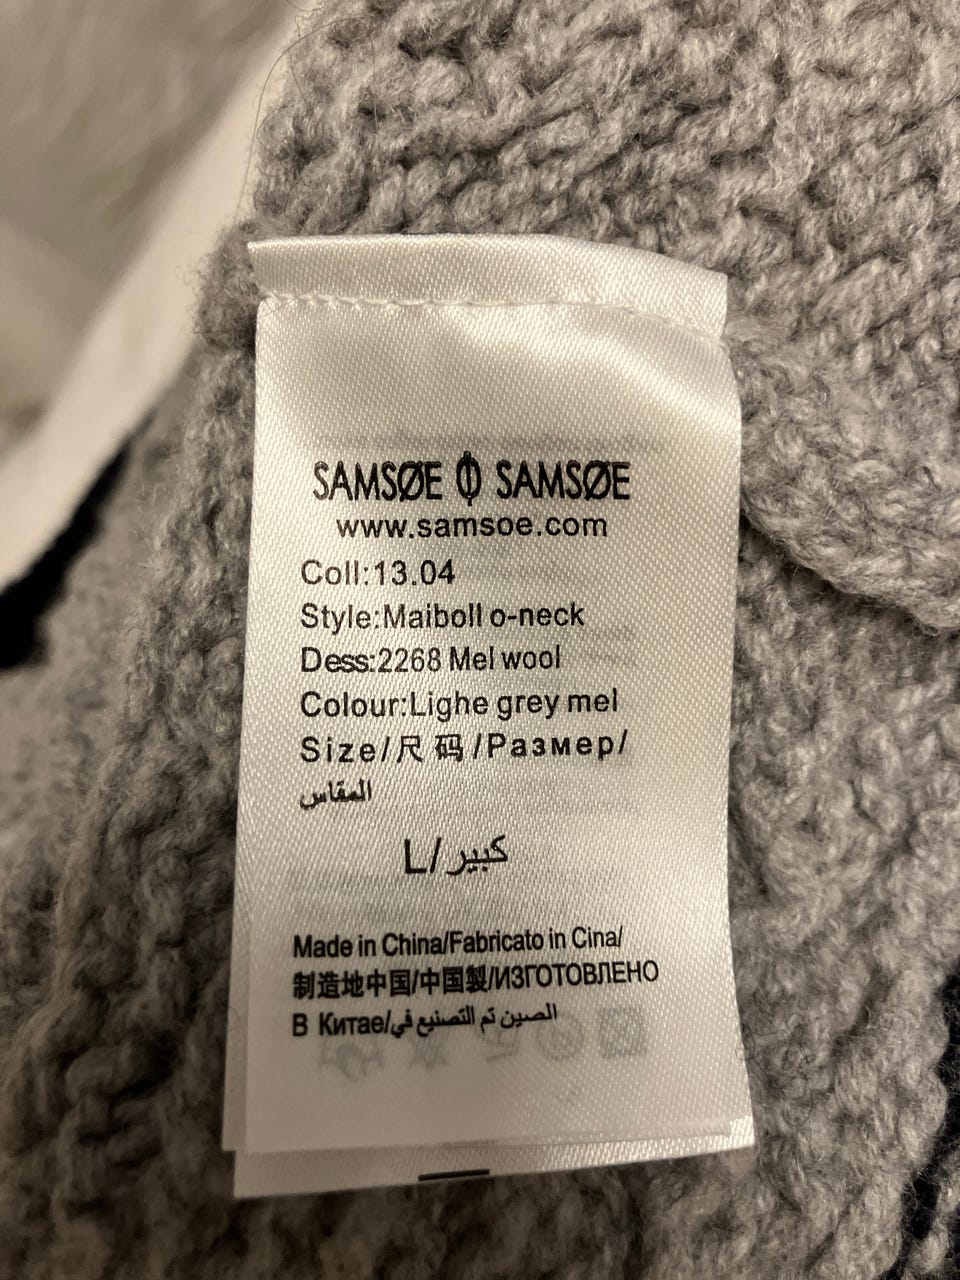 SAMSØE Φ SAMSØE
www.samsoe.com
Coll:13.04
Style:Maiboll o-neck
Dess:2268 Mel wool
Colour:Lighe grey mel
Size/尺码/Размер/
المقاس
L/كبير
Made in China/Fabricato in Cina/
制造地中国/中国製/ИЗГОТОВЛЕНО
В Китае/الصين تم التصنيع في